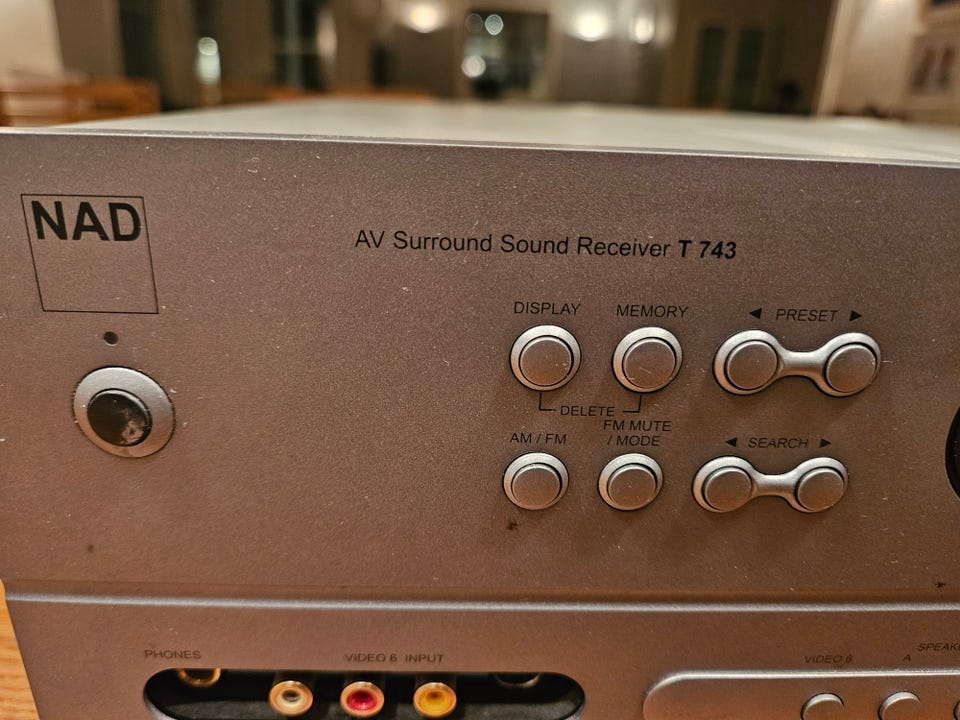 NAD
AV Surround Sound Receiver T 743
DISPLAY MEMORY ◄ PRESET ►
DELETE
AM / FM FM MUTE / MODE ◄ SEARCH ►
PHONES VIDEO 6 INPUT VIDEO 6 A